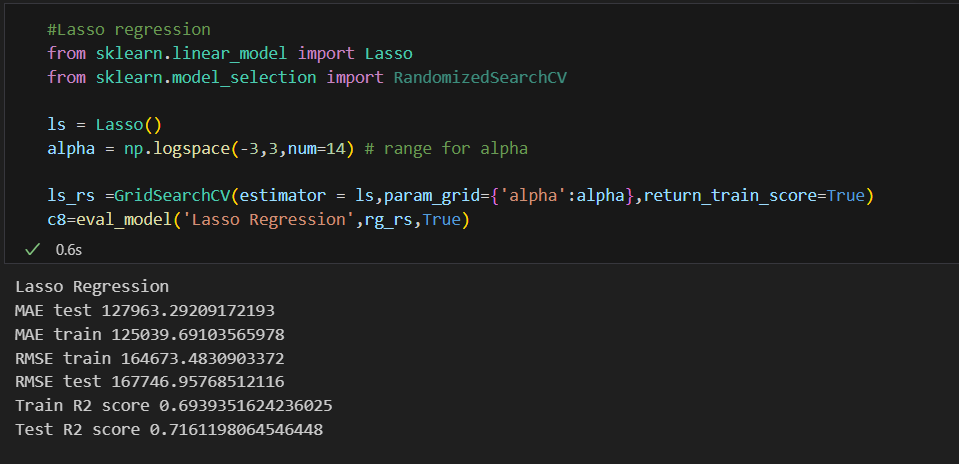 #Lasso regression
from sklearn.linear_model import Lasso
from sklearn.model_selection import RandomizedSearchCV
ls = Lasso()
alpha = np.logspace(-3,3,num=14) # range for alpha
ls_rs =GridSearchCV(estimator = ls,param_grid={'alpha':alpha},return_train_score=True)
c8=eval_model('Lasso Regression',rg_rs,True)
0.6s
Lasso Regression
MAE test 127963.29209172193
MAE train 125039.69103565978
RMSE train 164673.4830903372
RMSE test 167746.95768512116
Train R2 score 0.6939351624236025
Test R2 score 0.7161198064546448